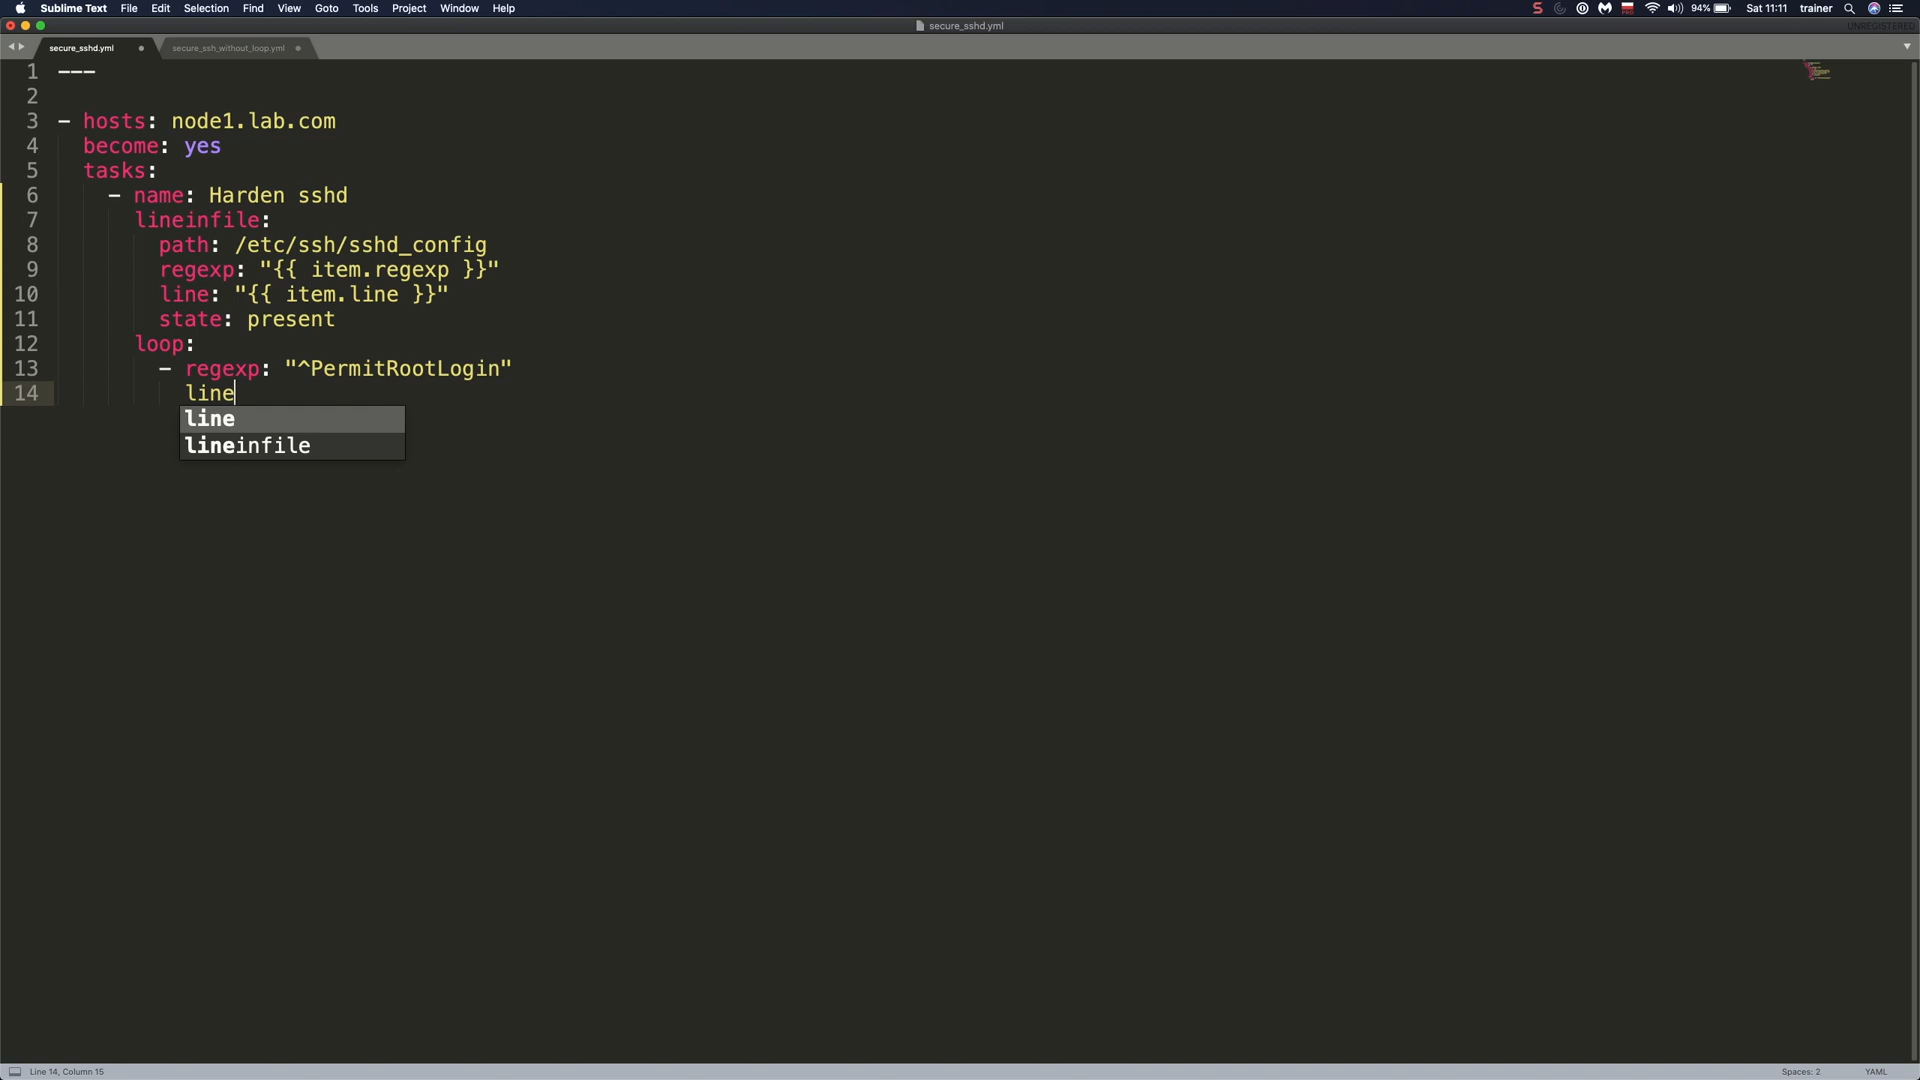 Sublime Text File Edit Selection Find View Goto Tools Project Window Help 94% Sat 11:11 trainer
secure_sshd.yml UNREGISTERED
secure_sshd.yml secure_ssh_without_loop.yml
1 ---
2
3 - hosts: node1.lab.com
4 become: yes
5 tasks:
6 - name: Harden sshd
7 lineinfile:
8 path: /etc/ssh/sshd_config
9 regexp: "{{ item.regexp }}"
10 line: "{{ item.line }}"
11 state: present
12 loop:
13 - regexp: "^PermitRootLogin"
14 line
line
lineinfile
Line 14, Column 15 Spaces: 2 YAML